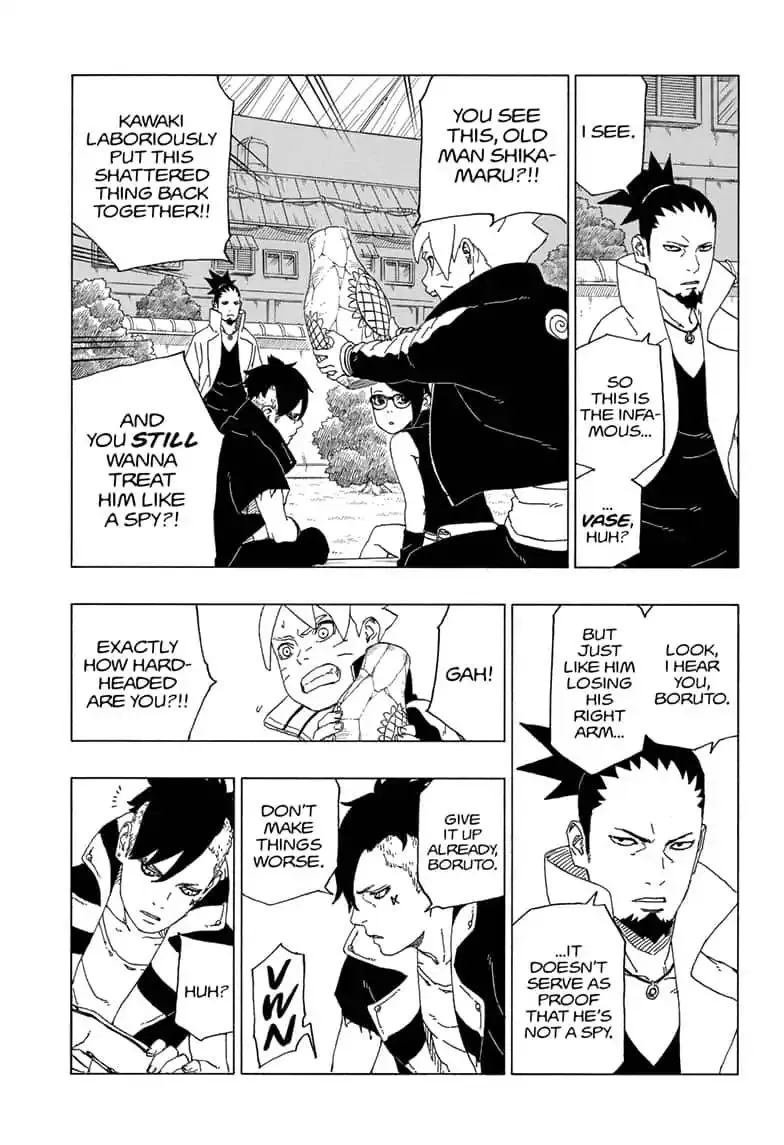 I SEE.
SO
THIS IS
THE INFA-
MOUS...
...
VASE,
HUH?
YOU SEE
THIS, OLD
MAN SHIKA-
MARU?!!
KAWAKI
LABORIOUSLY
PUT THIS
SHATTERED
THING BACK
TOGETHER!!
AND
YOU STILL
WANNA
TREAT
HIM LIKE
A SPY?!
LOOK,
I HEAR
YOU,
BORUTO.
BUT
JUST
LIKE HIM
LOSING
HIS
RIGHT
ARM...
...IT
DOESN'T
SERVE AS
PROOF
THAT HE'S
NOT A SPY.
GAH!
EXACTLY
HOW HARD-
HEADED
ARE YOU?!!
GIVE
IT UP
ALREADY,
BORUTO.
DON'T
MAKE
THINGS
WORSE.
K
VWN
HUH?